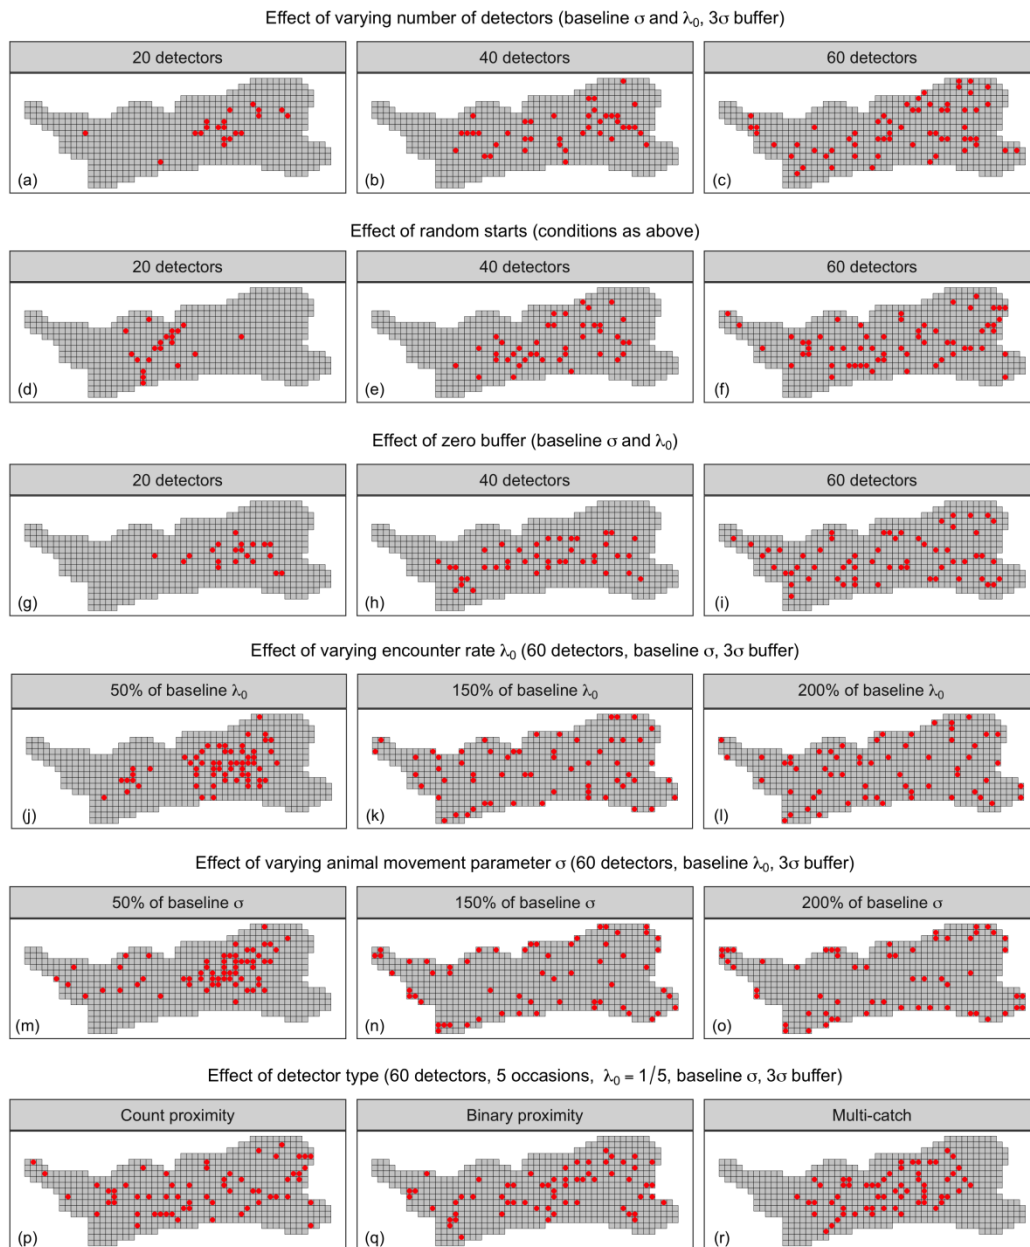 Effect of varying number of detectors (baseline σ and λ₀, 3σ buffer)
20 detectors
40 detectors
60 detectors
(a)
(b)
(c)
Effect of random starts (conditions as above)
20 detectors
40 detectors
60 detectors
(d)
(e)
(f)
Effect of zero buffer (baseline σ and λ₀)
20 detectors
40 detectors
60 detectors
(g)
(h)
(i)
Effect of varying encounter rate λ₀ (60 detectors, baseline σ, 3σ buffer)
50% of baseline λ₀
150% of baseline λ₀
200% of baseline λ₀
(j)
(k)
(l)
Effect of varying animal movement parameter σ (60 detectors, baseline λ₀, 3σ buffer)
50% of baseline σ
150% of baseline σ
200% of baseline σ
(m)
(n)
(o)
Effect of detector type (60 detectors, 5 occasions, λ₀ = 1/5, baseline σ, 3σ buffer)
Count proximity
Binary proximity
Multi-catch
(p)
(q)
(r)